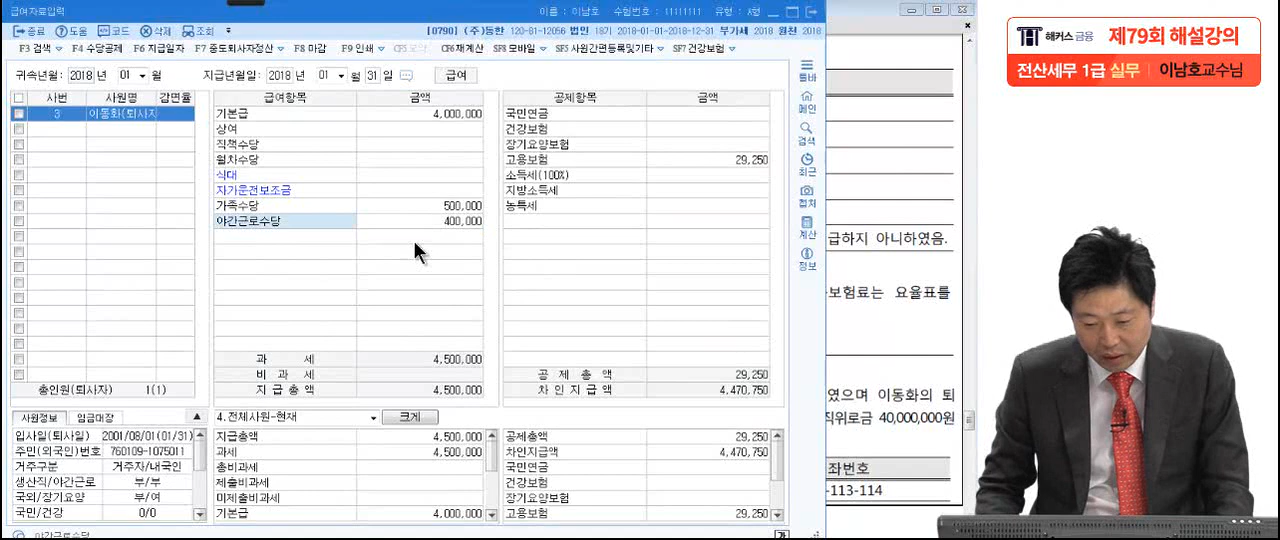 급여자료입력
이름 : 이남호 수험번호 : 11111111 유형 : A형
종료 도움 코드 삭제 조회
[0790] (주)동한 120-81-12056 법인 18기 2018-01-01~2018-12-31 부가세 2018 원천 2018
F3 검색 F4 수당공제 F6 지급일자 F7 중도퇴사자정산 F8 마감 F9 인쇄 CF6재계산 SF8 모바일 SF5 사원간편등록및기타 SF7 건강보험
귀속년월 : 2018 년 01 월 지급년월일 : 2018 년 01 월 31 일 급여
사번 사원명 감면율
3 이동화(퇴사자
총인원(퇴사자) 1(1)
급여항목 금액
기본급 4,000,000
상여
직책수당
월차수당
식대
자가운전보조금
가족수당 500,000
야간근로수당 400,000
과 세 4,500,000
비 과 세
지 급 총 액 4,500,000
공제항목 금액
국민연금
건강보험
장기요양보험
고용보험 29,250
소득세(100%)
지방소득세
농특세
공 제 총 액 29,250
차 인 지 급 액 4,470,750
툴바
메인
검색
최근
캡처
계산
정보
사원정보 임금대장
입사일(퇴사일) 2001/08/01(01/31)
주민(외국인)번호 760109-1075011
거주구분 거주자/내국인
생산직/야간근로 부/부
국외/장기요양 부/여
국민/건강 0/0
4.전체사원-현재 크게
지급총액 4,500,000
과세 4,500,000
총비과세
제출비과세
미제출비과세
기본급 4,000,000
공제총액 29,250
차인지급액 4,470,750
국민연금
건강보험
장기요양보험
고용보험 29,250
야간근로수당
급하지 아니하였음.
보험료는 요율표를
였으며 이동화의 퇴
직위로금 40,000,000원
좌번호
-113-114
해커스 금융 제79회 해설강의
전산세무 1급 실무 이남호교수님